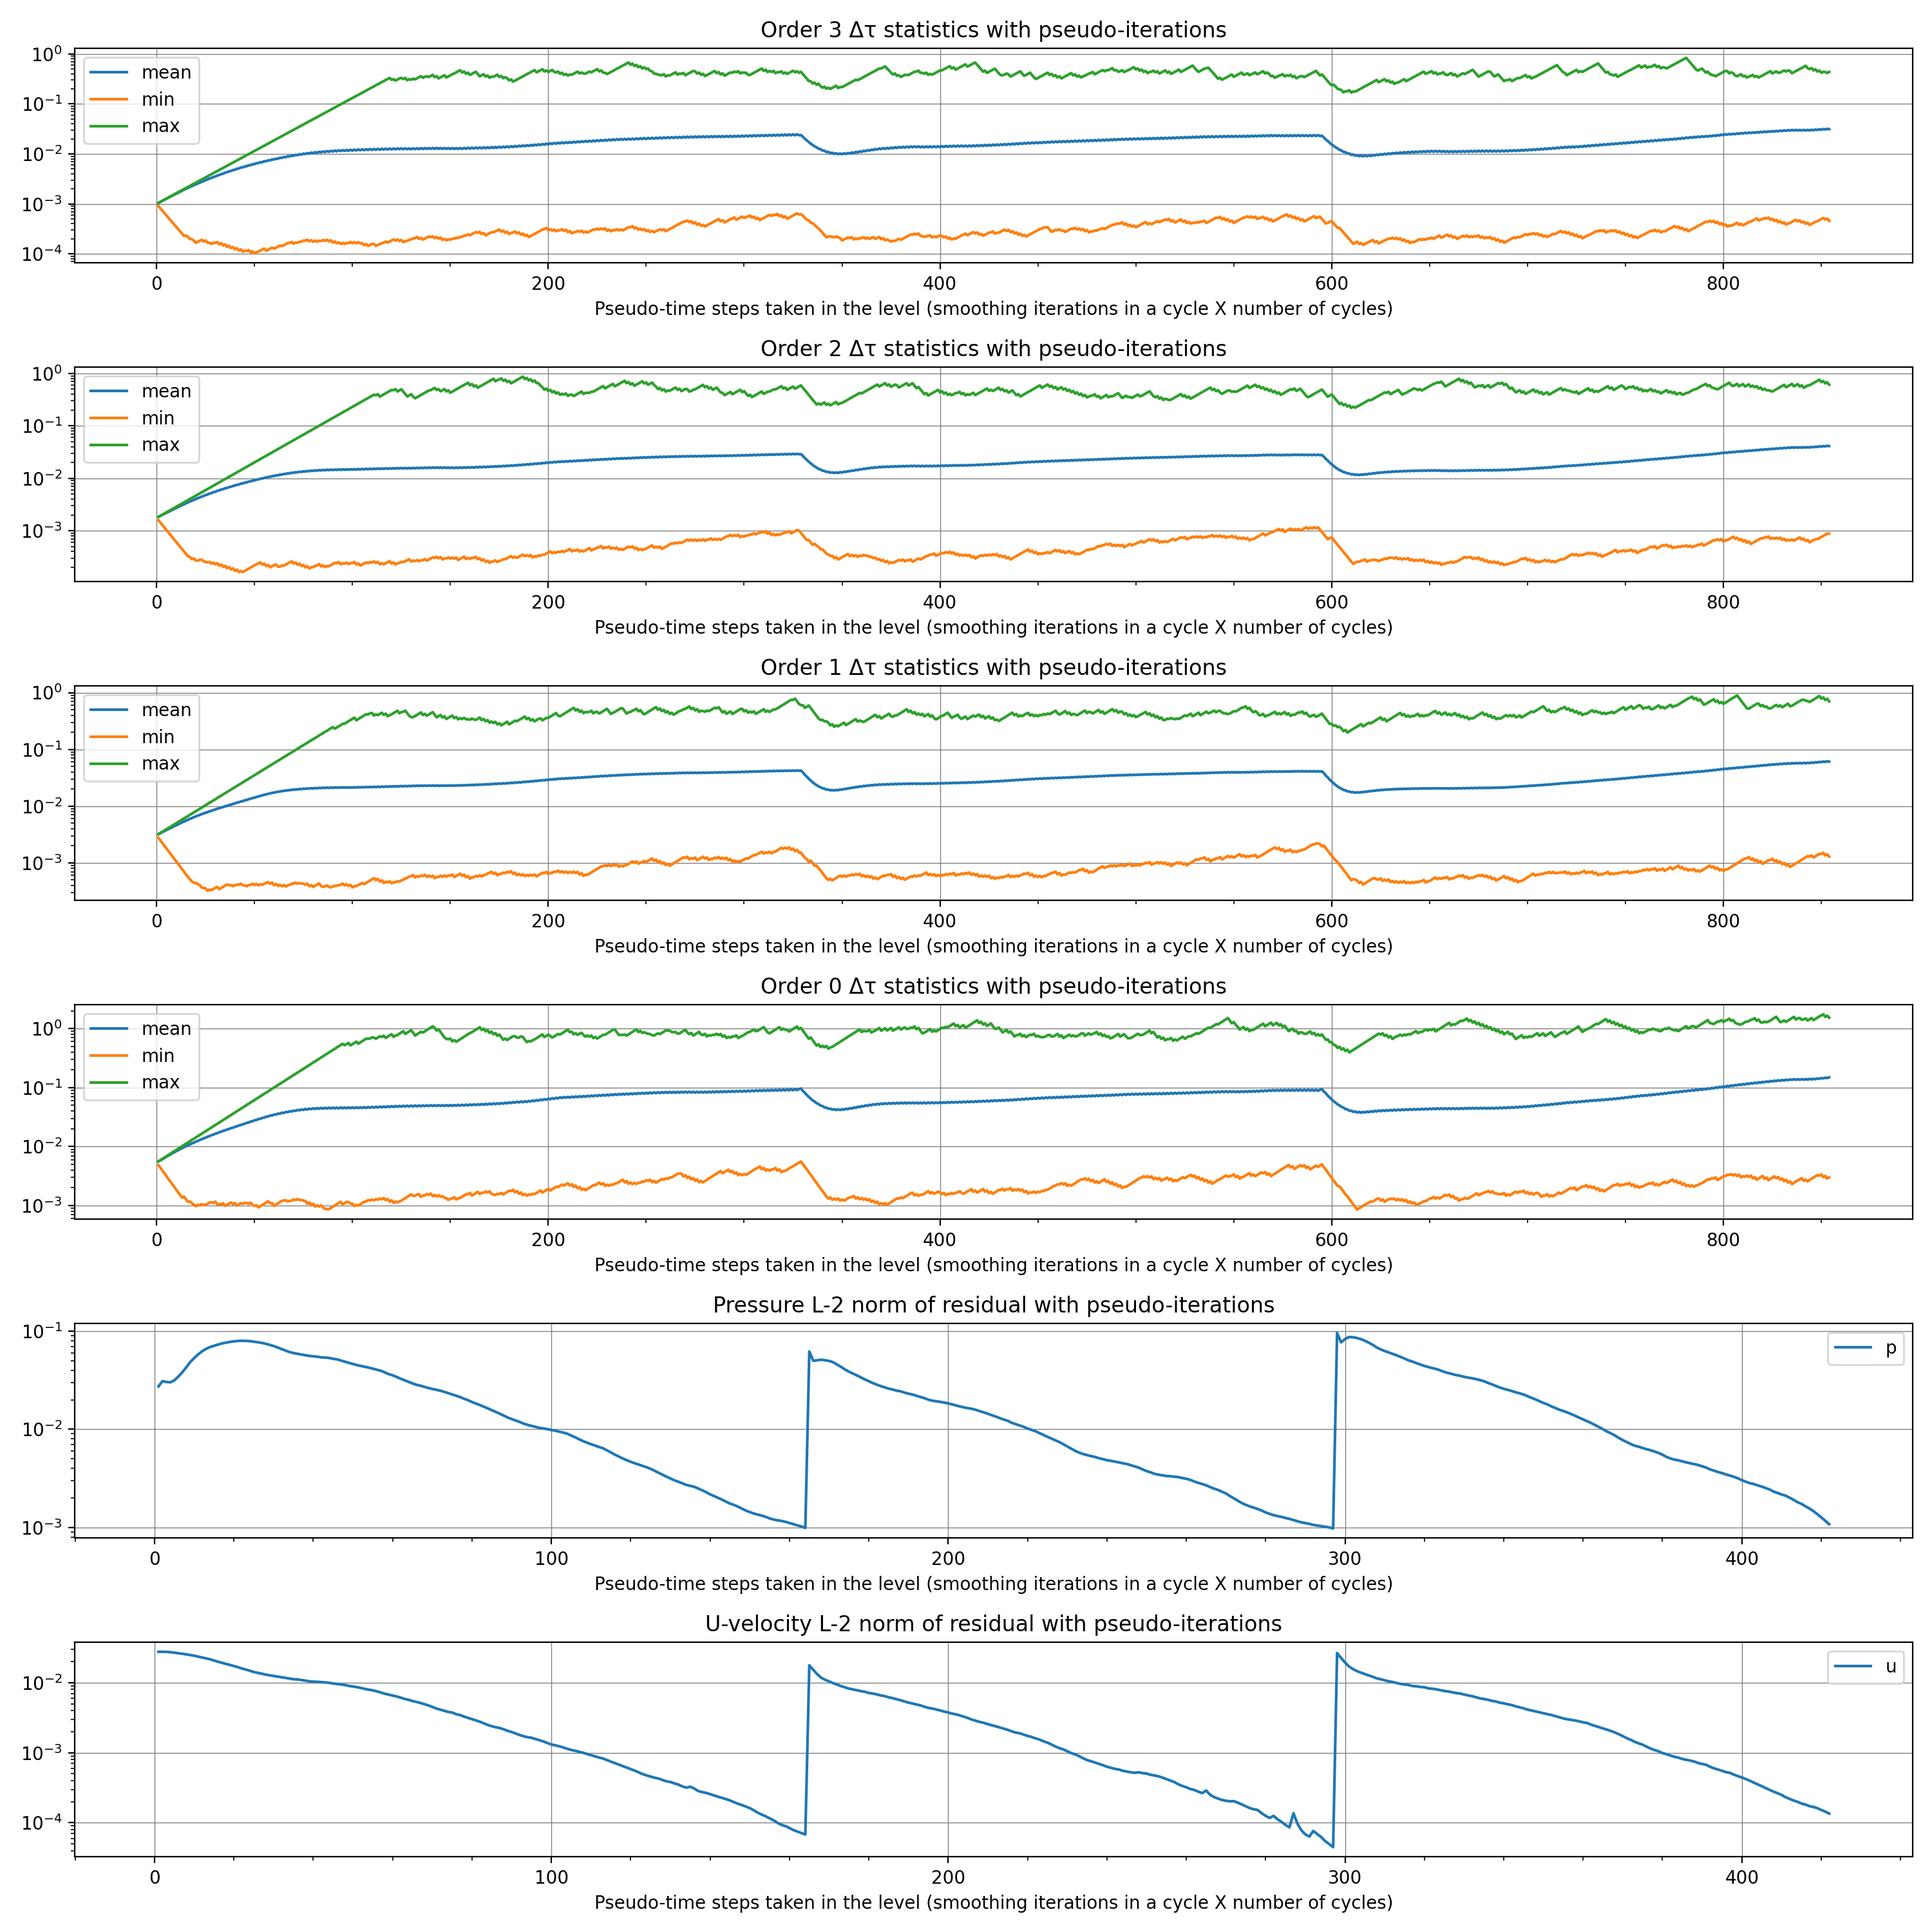 Order 3 Δτ statistics with pseudo-iterations
10⁰
10⁻¹
10⁻²
10⁻³
10⁻⁴
mean
min
max
0 200 400 600 800
Pseudo-time steps taken in the level (smoothing iterations in a cycle X number of cycles)
Order 2 Δτ statistics with pseudo-iterations
10⁰
10⁻¹
10⁻²
10⁻³
mean
min
max
0 200 400 600 800
Pseudo-time steps taken in the level (smoothing iterations in a cycle X number of cycles)
Order 1 Δτ statistics with pseudo-iterations
10⁰
10⁻¹
10⁻²
10⁻³
mean
min
max
0 200 400 600 800
Pseudo-time steps taken in the level (smoothing iterations in a cycle X number of cycles)
Order 0 Δτ statistics with pseudo-iterations
10⁰
10⁻¹
10⁻²
10⁻³
mean
min
max
0 200 400 600 800
Pseudo-time steps taken in the level (smoothing iterations in a cycle X number of cycles)
Pressure L-2 norm of residual with pseudo-iterations
10⁻¹
10⁻²
10⁻³
p
0 100 200 300 400
Pseudo-time steps taken in the level (smoothing iterations in a cycle X number of cycles)
U-velocity L-2 norm of residual with pseudo-iterations
10⁻²
10⁻³
10⁻⁴
u
0 100 200 300 400
Pseudo-time steps taken in the level (smoothing iterations in a cycle X number of cycles)